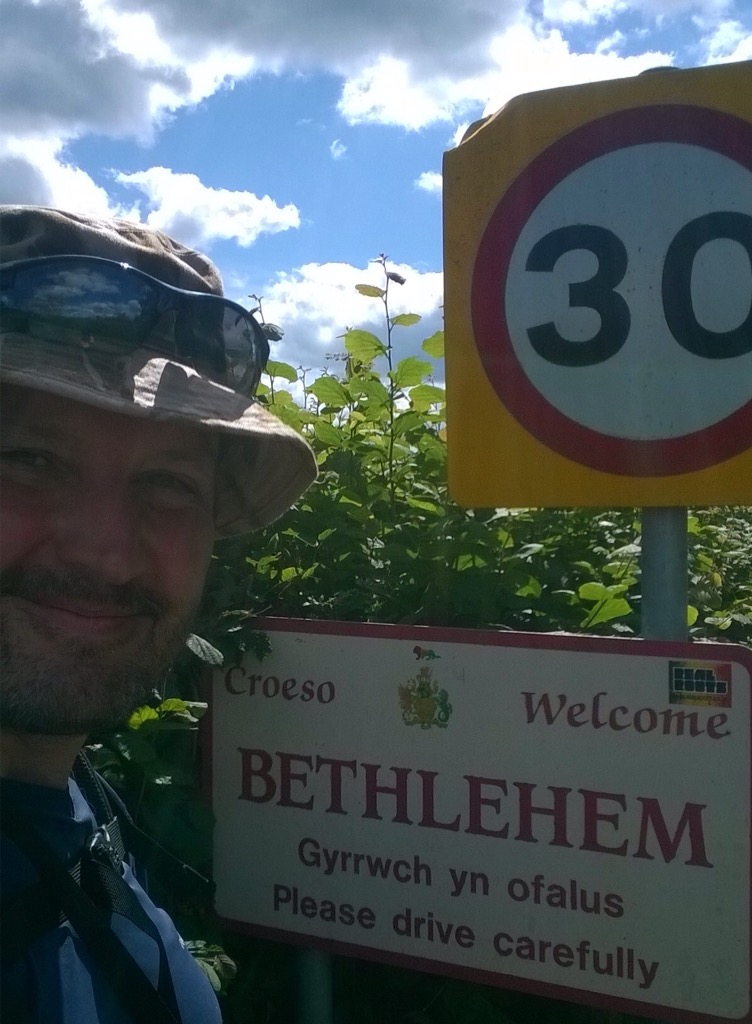 30
Croeso Welcome
BETHLEHEM
Gyrrwch yn ofalus
Please drive carefully